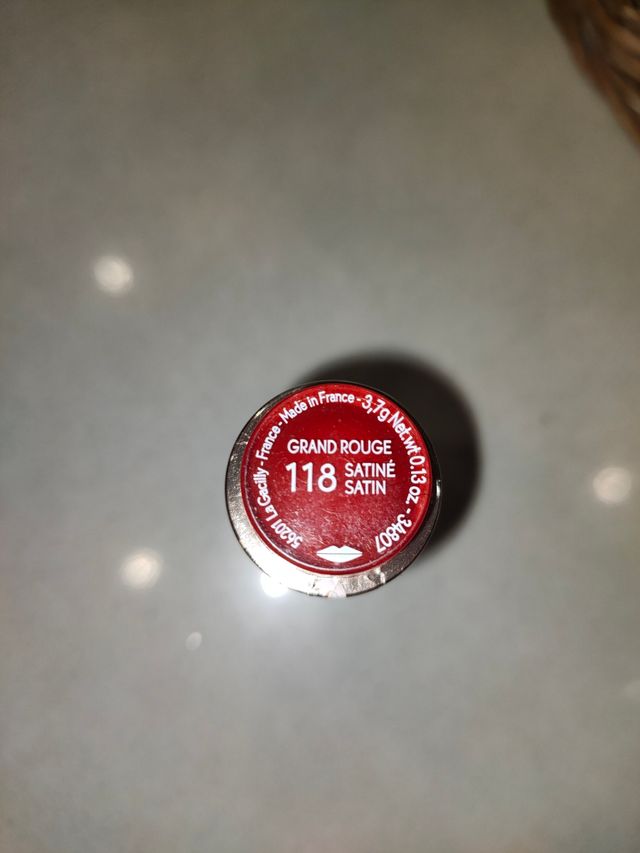 GRAND ROUGE
118 SATINÉ
SATIN
56201 La Gacilly - France - Made in France - 3,7g Net.wt 0.13 oz. - 34807